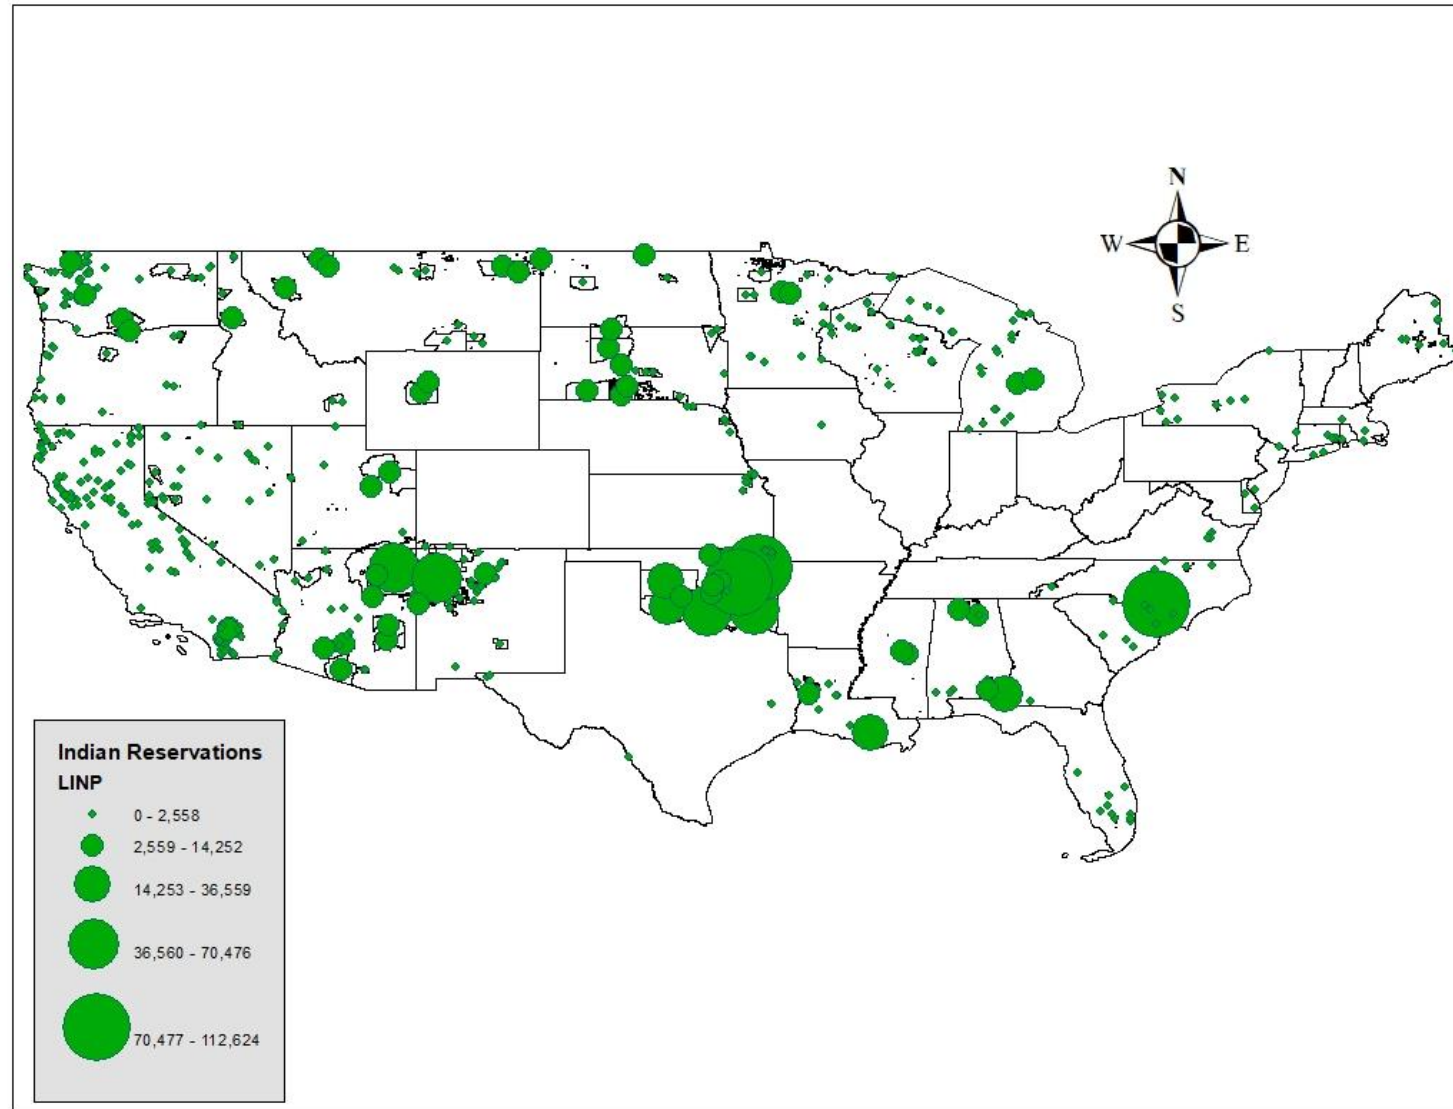 N
W E
S
Indian Reservations
LINP
0 - 2,558
2,559 - 14,252
14,253 - 36,559
36,560 - 70,476
70,477 - 112,624